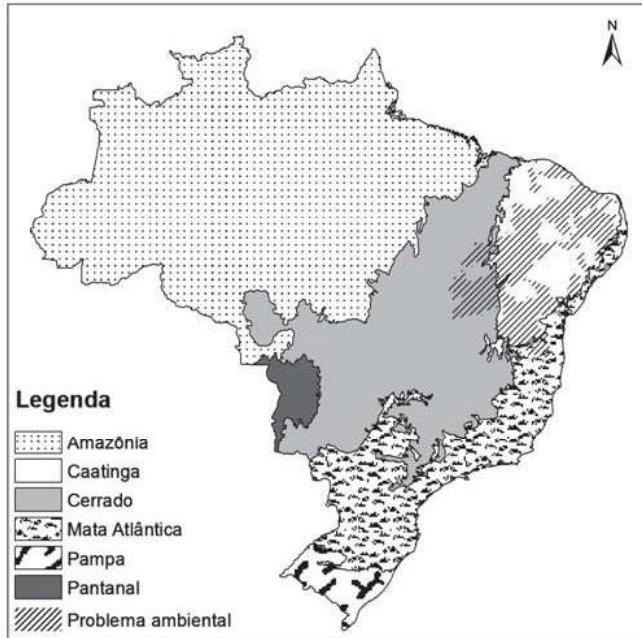 N
Legenda
Amazônia
Caatinga
Cerrado
Mata Atlântica
Pampa
Pantanal
Problema ambiental